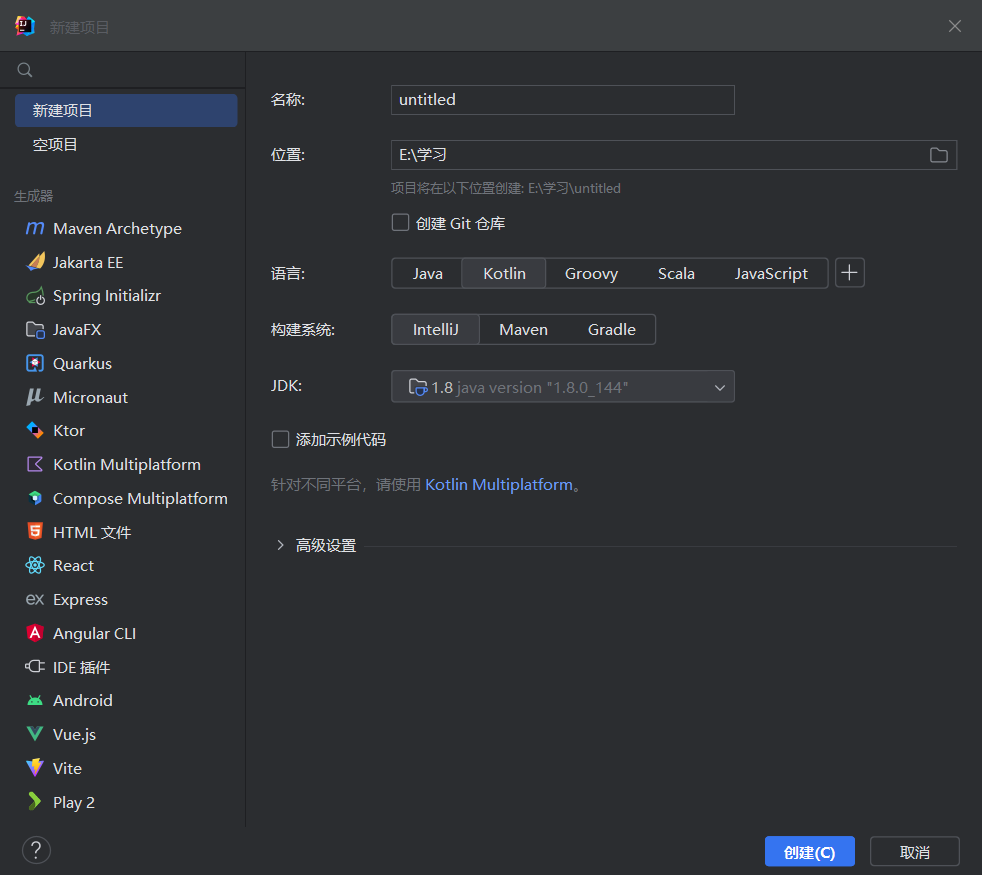 新建项目
新建项目
空项目
生成器
Maven Archetype
Jakarta EE
Spring Initializr
JavaFX
Quarkus
Micronaut
Ktor
Kotlin Multiplatform
Compose Multiplatform
HTML 文件
React
Express
Angular CLI
IDE 插件
Android
Vue.js
Vite
Play 2
名称: untitled
位置: E:\学习
项目将在以下位置创建: E:\学习\untitled
创建 Git 仓库
语言: Java Kotlin Groovy Scala JavaScript
构建系统: IntelliJ Maven Gradle
JDK: 1.8 java version "1.8.0_144"
添加示例代码
针对不同平台，请使用 Kotlin Multiplatform。
高级设置
? 创建(C) 取消